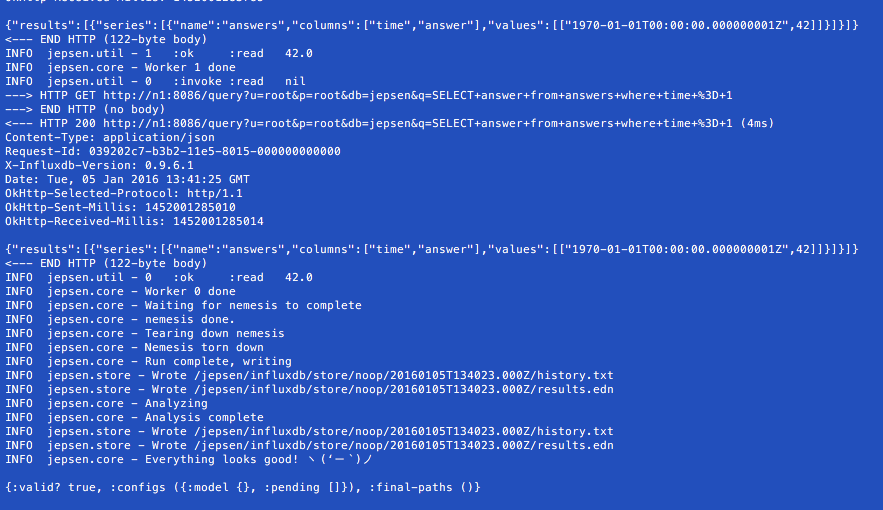 {"results":[{"series":[{"name":"answers","columns":["time","answer"],"values":[["1970-01-01T00:00:00.000000001Z",42]]}]}]}
<--- END HTTP (122-byte body)
INFO  jepsen.util - 1   :ok     :read   42.0
INFO  jepsen.core - Worker 1 done
INFO  jepsen.util - 0   :invoke :read   nil
---> HTTP GET http://n1:8086/query?u=root&p=root&db=jepsen&q=SELECT+answer+from+answers+where+time+%3D+1
---> END HTTP (no body)
<--- HTTP 200 http://n1:8086/query?u=root&p=root&db=jepsen&q=SELECT+answer+from+answers+where+time+%3D+1 (4ms)
Content-Type: application/json
Request-Id: 039202c7-b3b2-11e5-8015-000000000000
X-Influxdb-Version: 0.9.6.1
Date: Tue, 05 Jan 2016 13:41:25 GMT
OkHttp-Selected-Protocol: http/1.1
OkHttp-Sent-Millis: 1452001285010
OkHttp-Received-Millis: 1452001285014
{"results":[{"series":[{"name":"answers","columns":["time","answer"],"values":[["1970-01-01T00:00:00.000000001Z",42]]}]}]}
<--- END HTTP (122-byte body)
INFO  jepsen.util - 0   :ok     :read   42.0
INFO  jepsen.core - Worker 0 done
INFO  jepsen.core - Waiting for nemesis to complete
INFO  jepsen.core - nemesis done.
INFO  jepsen.core - Tearing down nemesis
INFO  jepsen.core - Nemesis torn down
INFO  jepsen.core - Run complete, writing
INFO  jepsen.store - Wrote /jepsen/influxdb/store/noop/20160105T134023.000Z/history.txt
INFO  jepsen.store - Wrote /jepsen/influxdb/store/noop/20160105T134023.000Z/results.edn
INFO  jepsen.core - Analyzing
INFO  jepsen.core - Analysis complete
INFO  jepsen.store - Wrote /jepsen/influxdb/store/noop/20160105T134023.000Z/history.txt
INFO  jepsen.store - Wrote /jepsen/influxdb/store/noop/20160105T134023.000Z/results.edn
INFO  jepsen.core - Everything looks good! ヽ(‘ー`)ノ
{:valid? true, :configs ({:model {}, :pending []}), :final-paths ()}